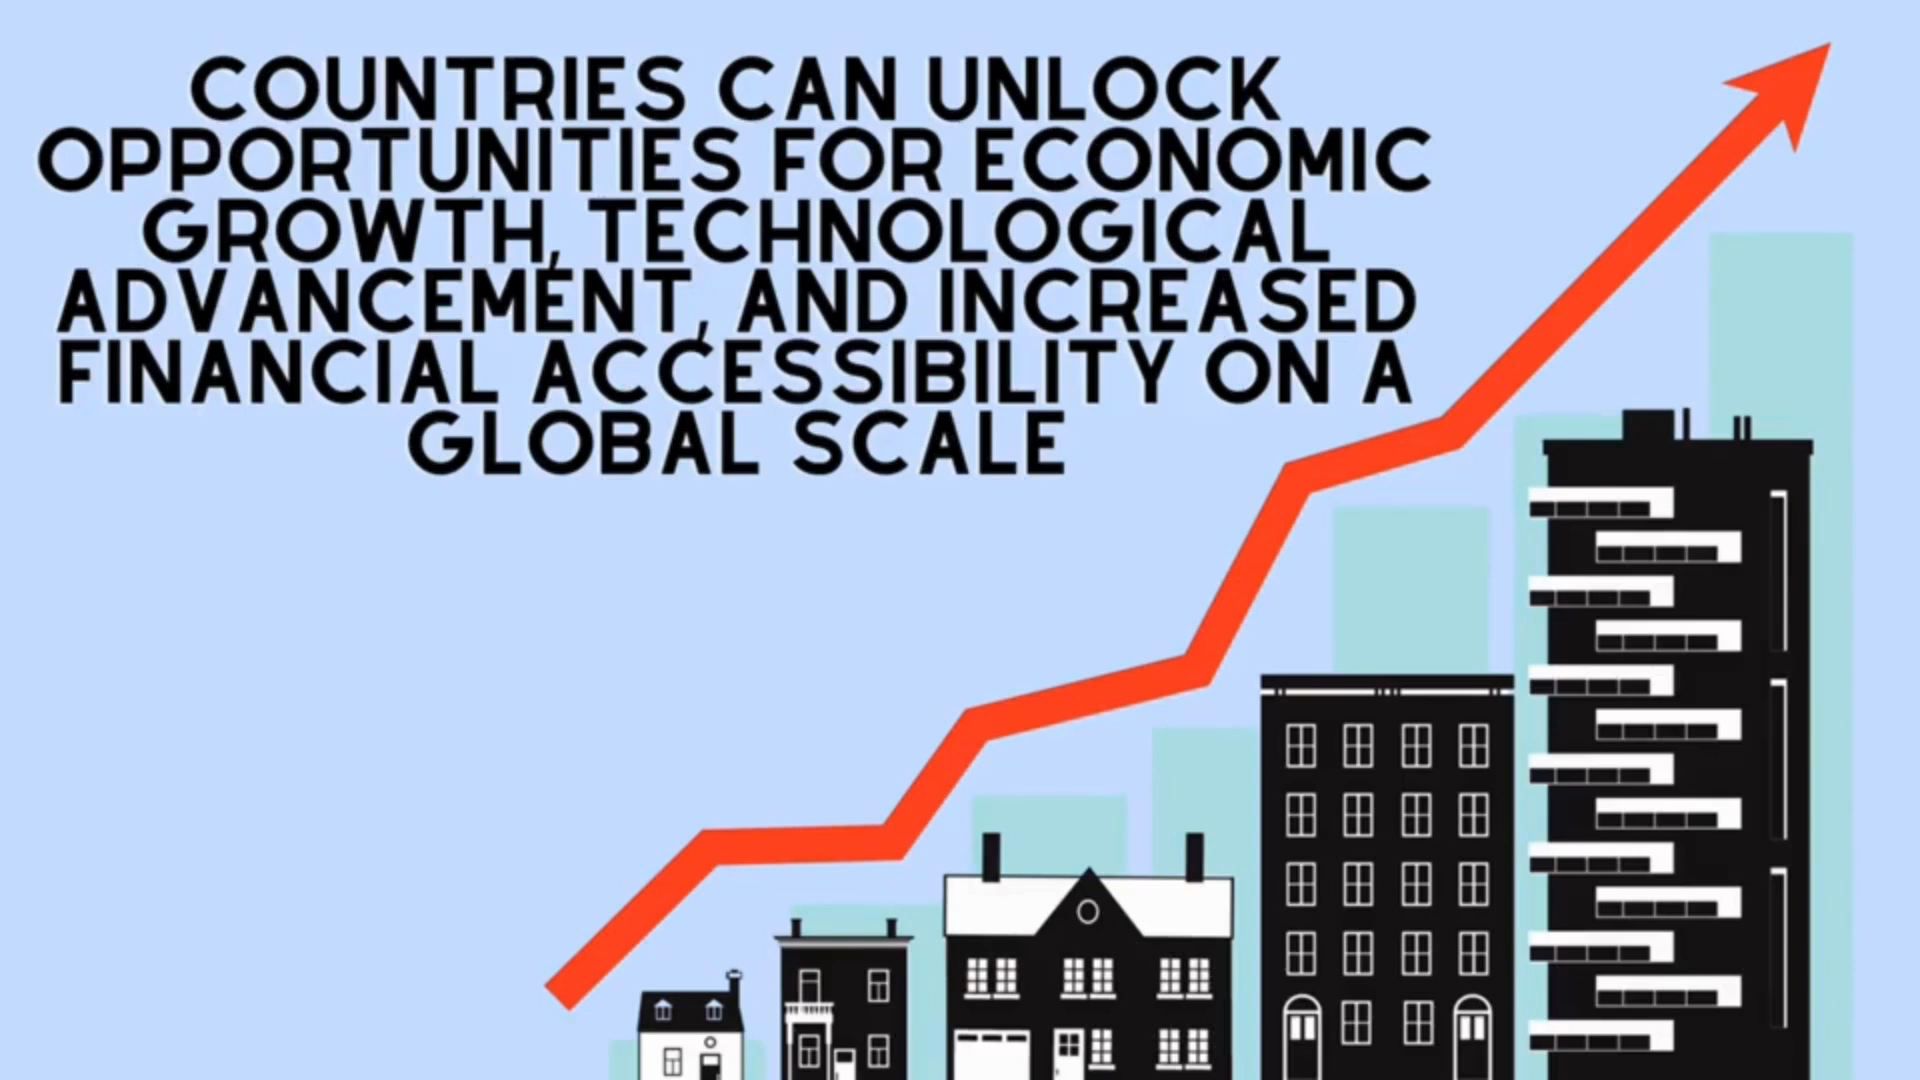 COUNTRIES CAN UNLOCK
OPPORTUNITIES FOR ECONOMIC
GROWTH, TECHNOLOGICAL
ADVANCEMENT, AND INCREASED
FINANCIAL ACCESSIBILITY ON A
GLOBAL SCALE